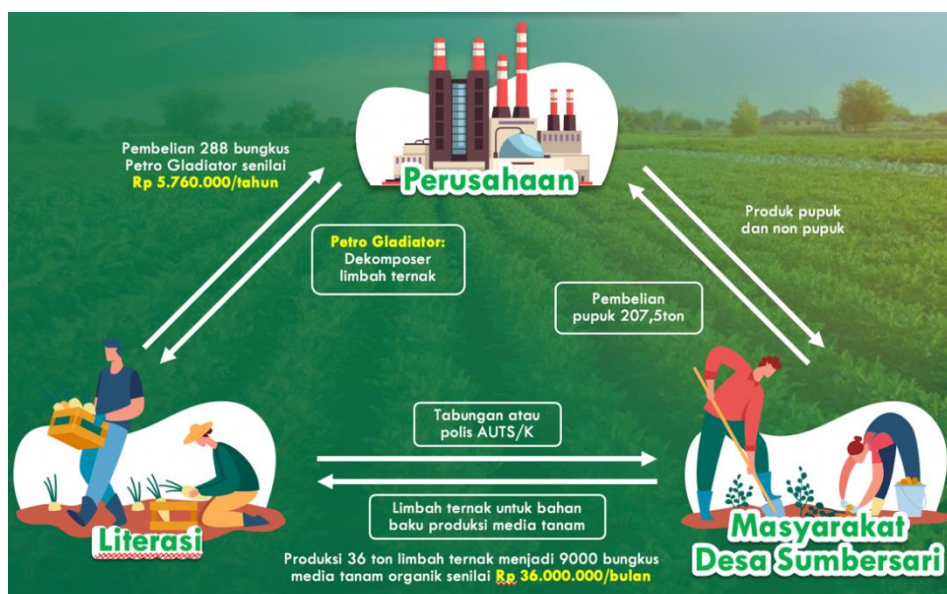 Perusahaan
Pembelian 288 bungkus
Petro Gladiator senilai
Rp 5.760.000/tahun
Petro Gladiator:
Dekomposer
limbah ternak
Produk pupuk
dan non pupuk
Pembelian
pupuk 207,5ton
Tabungan atau
polis AUTS/K
Limbah ternak untuk bahan
baku produksi media tanam
Literasi
Masyarakat
Desa Sumbersari
Produksi 36 ton limbah ternak menjadi 9000 bungkus
media tanam organik senilai Rp 36.000.000/bulan